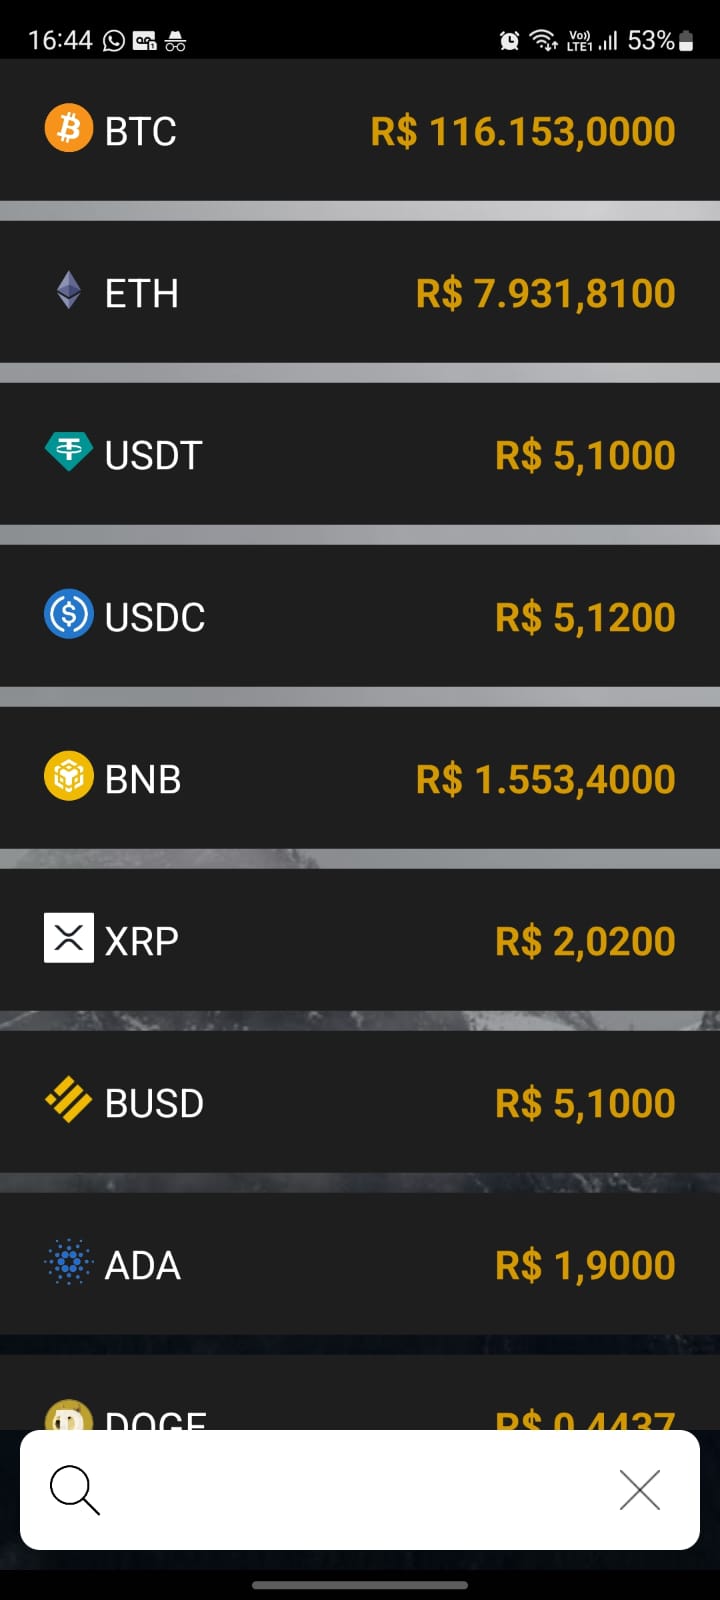 16:44 Vo)) LTE1 53%
BTC R$ 116.153,0000
ETH R$ 7.931,8100
USDT R$ 5,1000
USDC R$ 5,1200
BNB R$ 1.553,4000
XRP R$ 2,0200
BUSD R$ 5,1000
ADA R$ 1,9000
DOGE R$ 0,4437